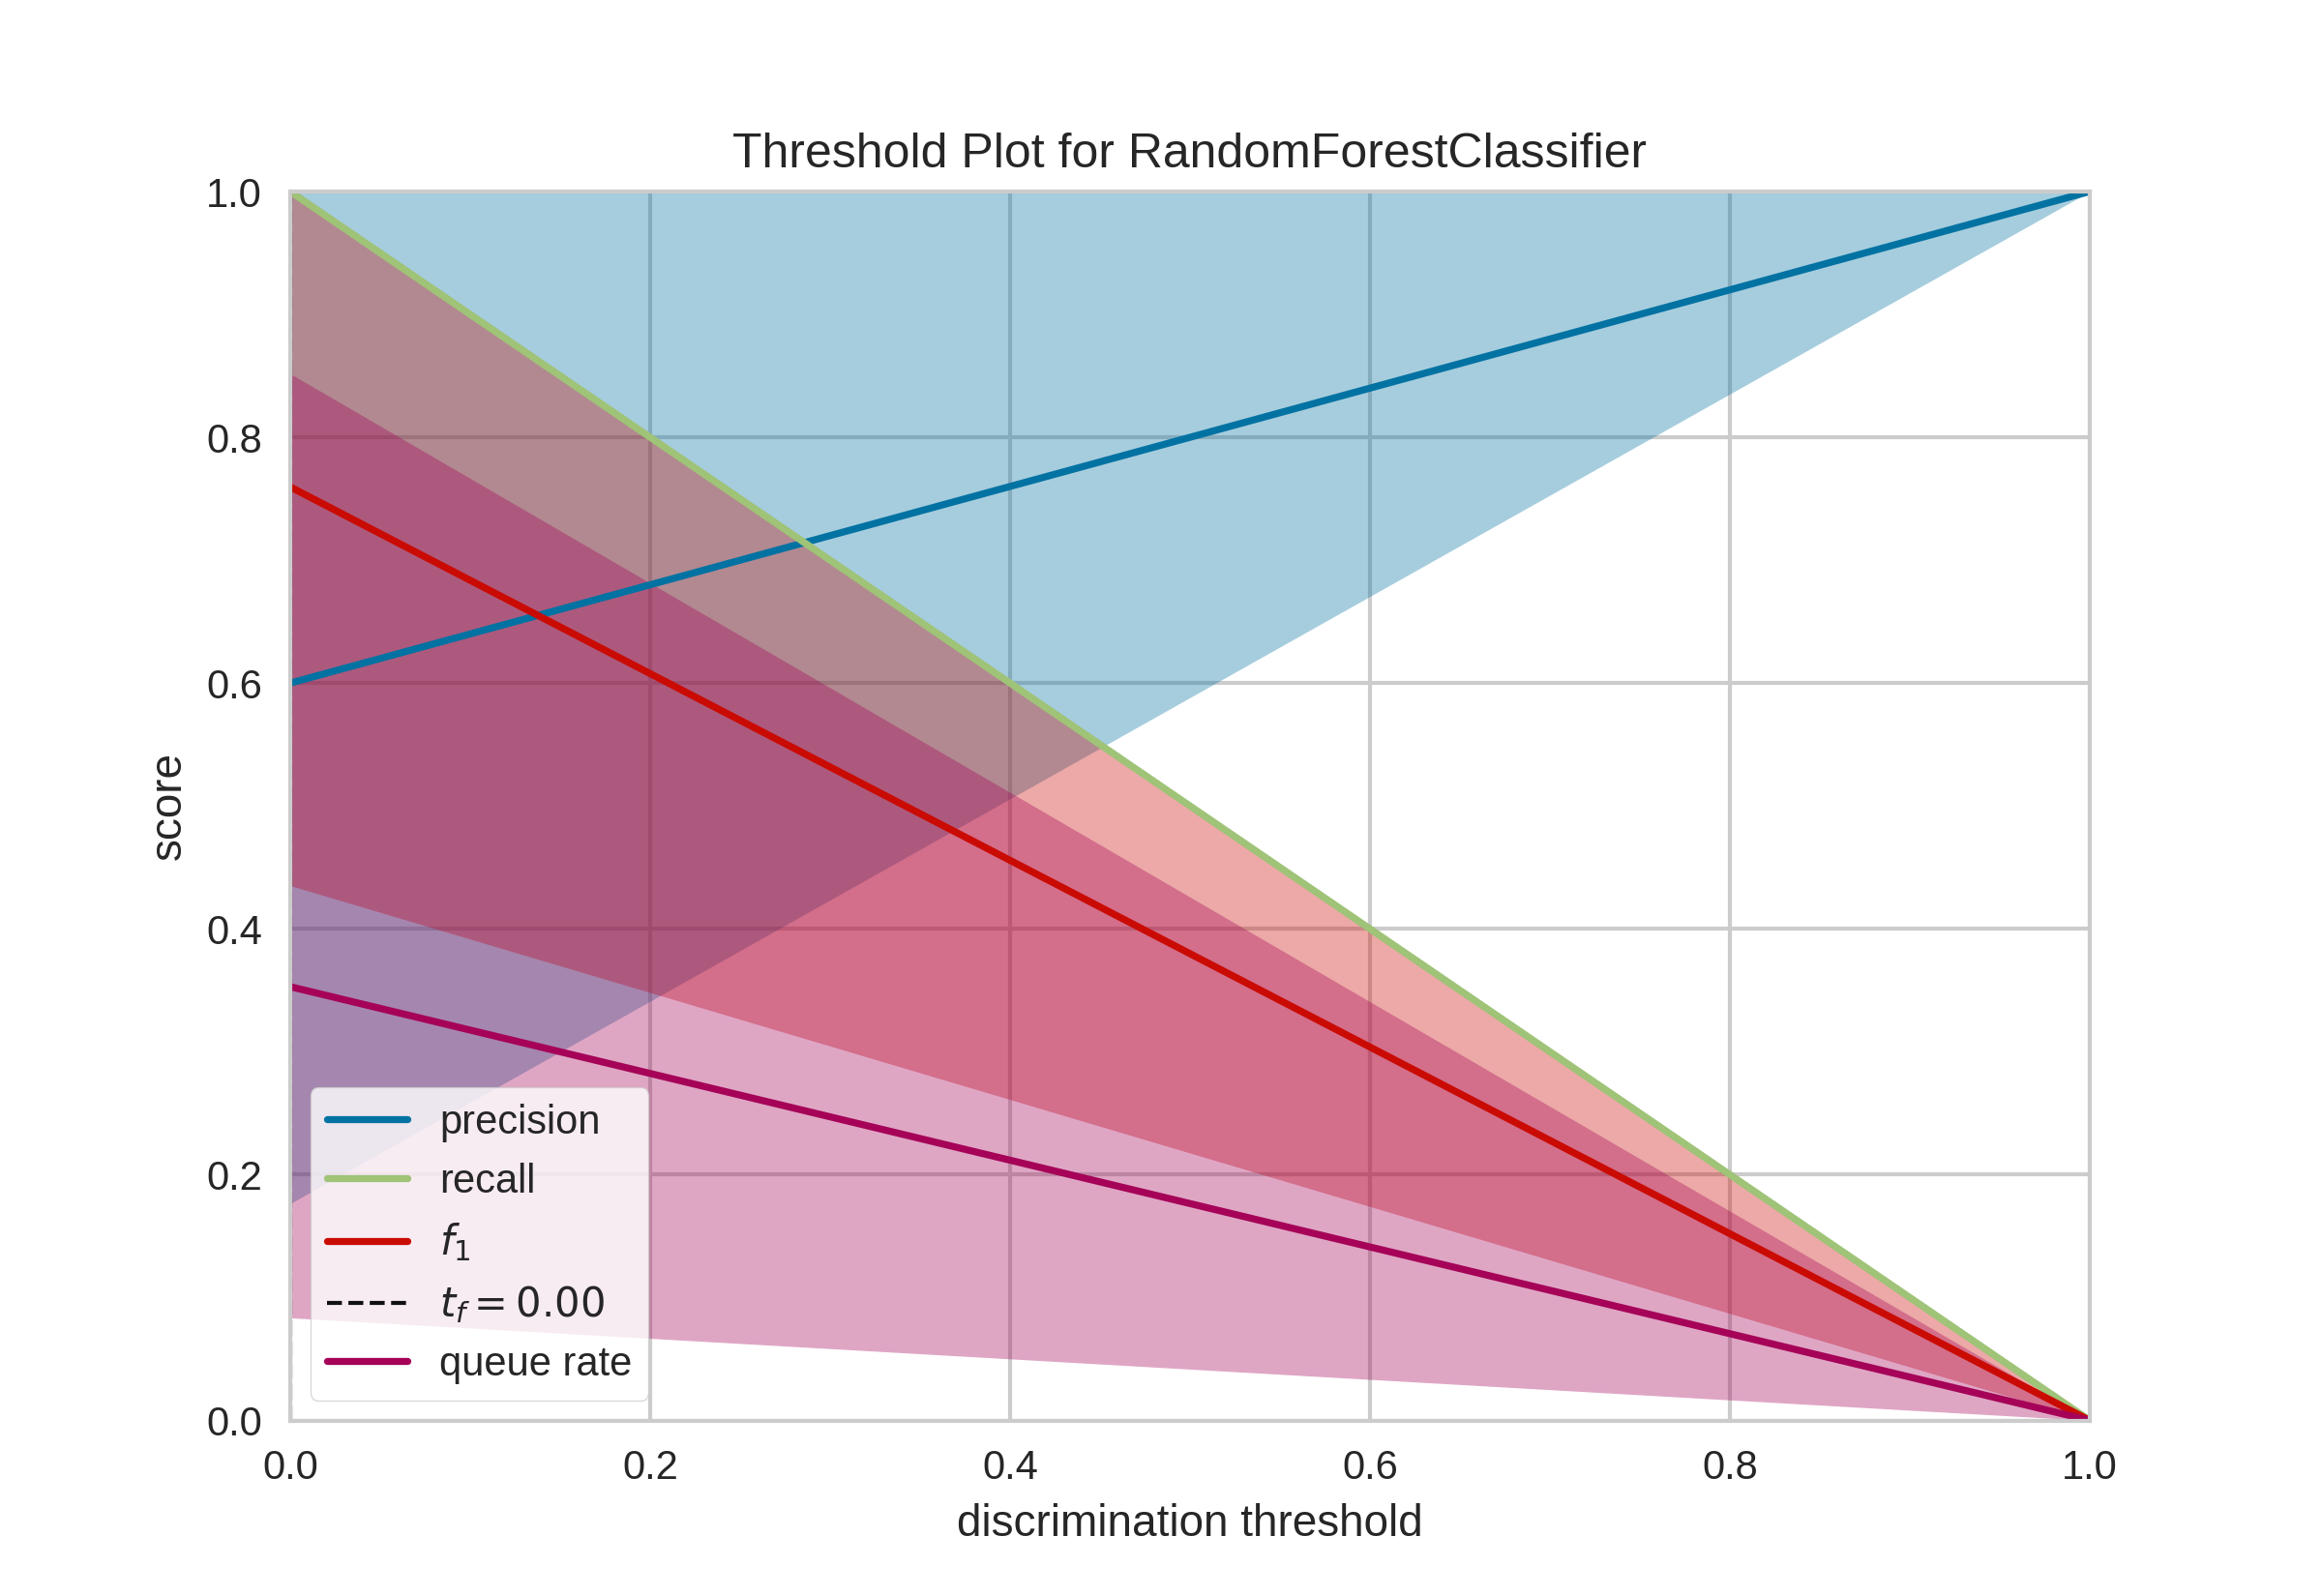 Threshold Plot for RandomForestClassifier
1.0
0.8
0.6
0.4
0.2
0.0
score
precision
recall
f1
tf = 0.00
queue rate
0.0 0.2 0.4 0.6 0.8 1.0
discrimination threshold